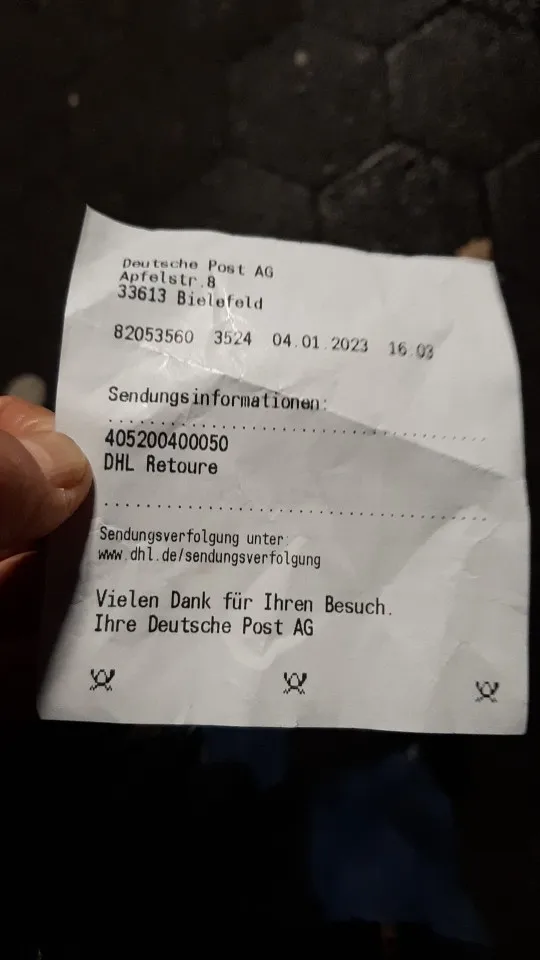 Deutsche Post AG
Apfelstr.8
33613 Bielefeld
82053560 3524 04.01.2023 16:03
Sendungsinformationen:
405200400050
DHL Retoure
Sendungsverfolgung unter:
www.dhl.de/sendungsverfolgung
Vielen Dank für Ihren Besuch.
Ihre Deutsche Post AG